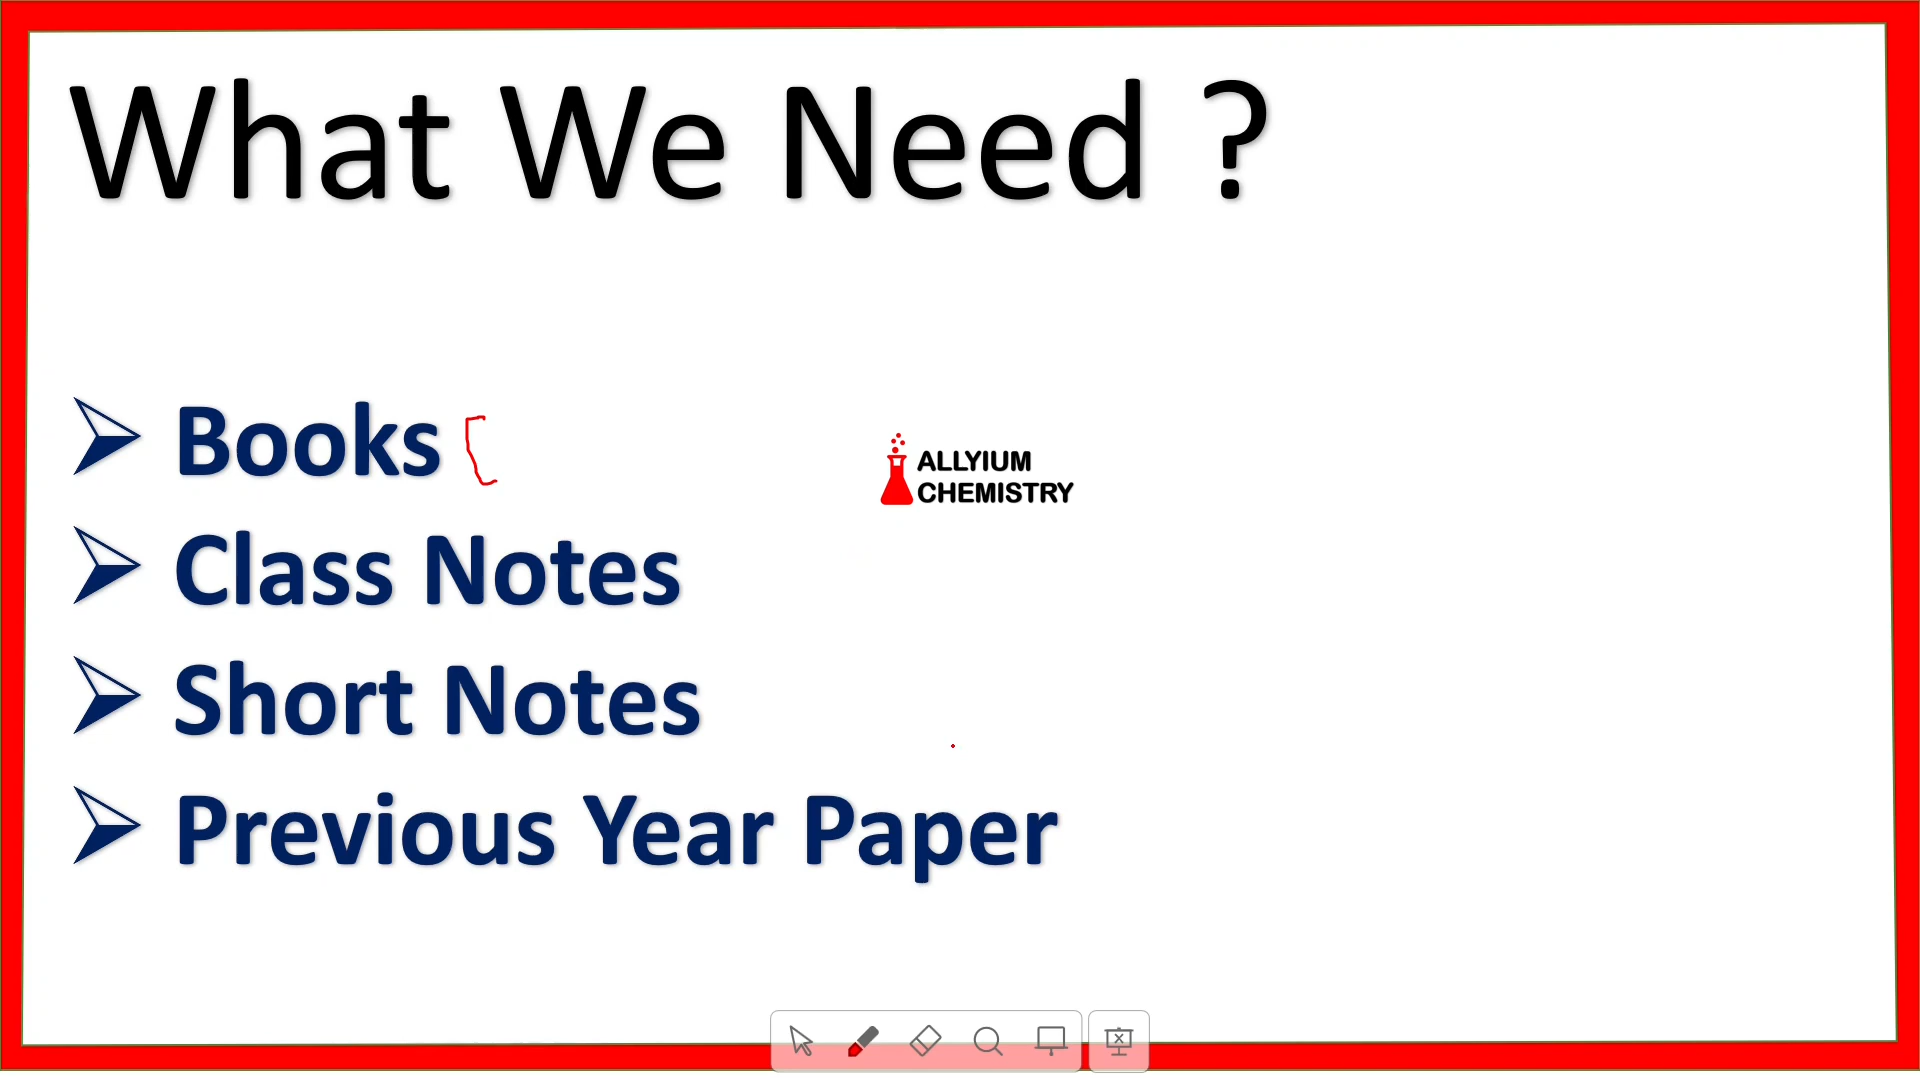 What We Need ?
Books [
ALLYIUM
CHEMISTRY
Class Notes
Short Notes
Previous Year Paper